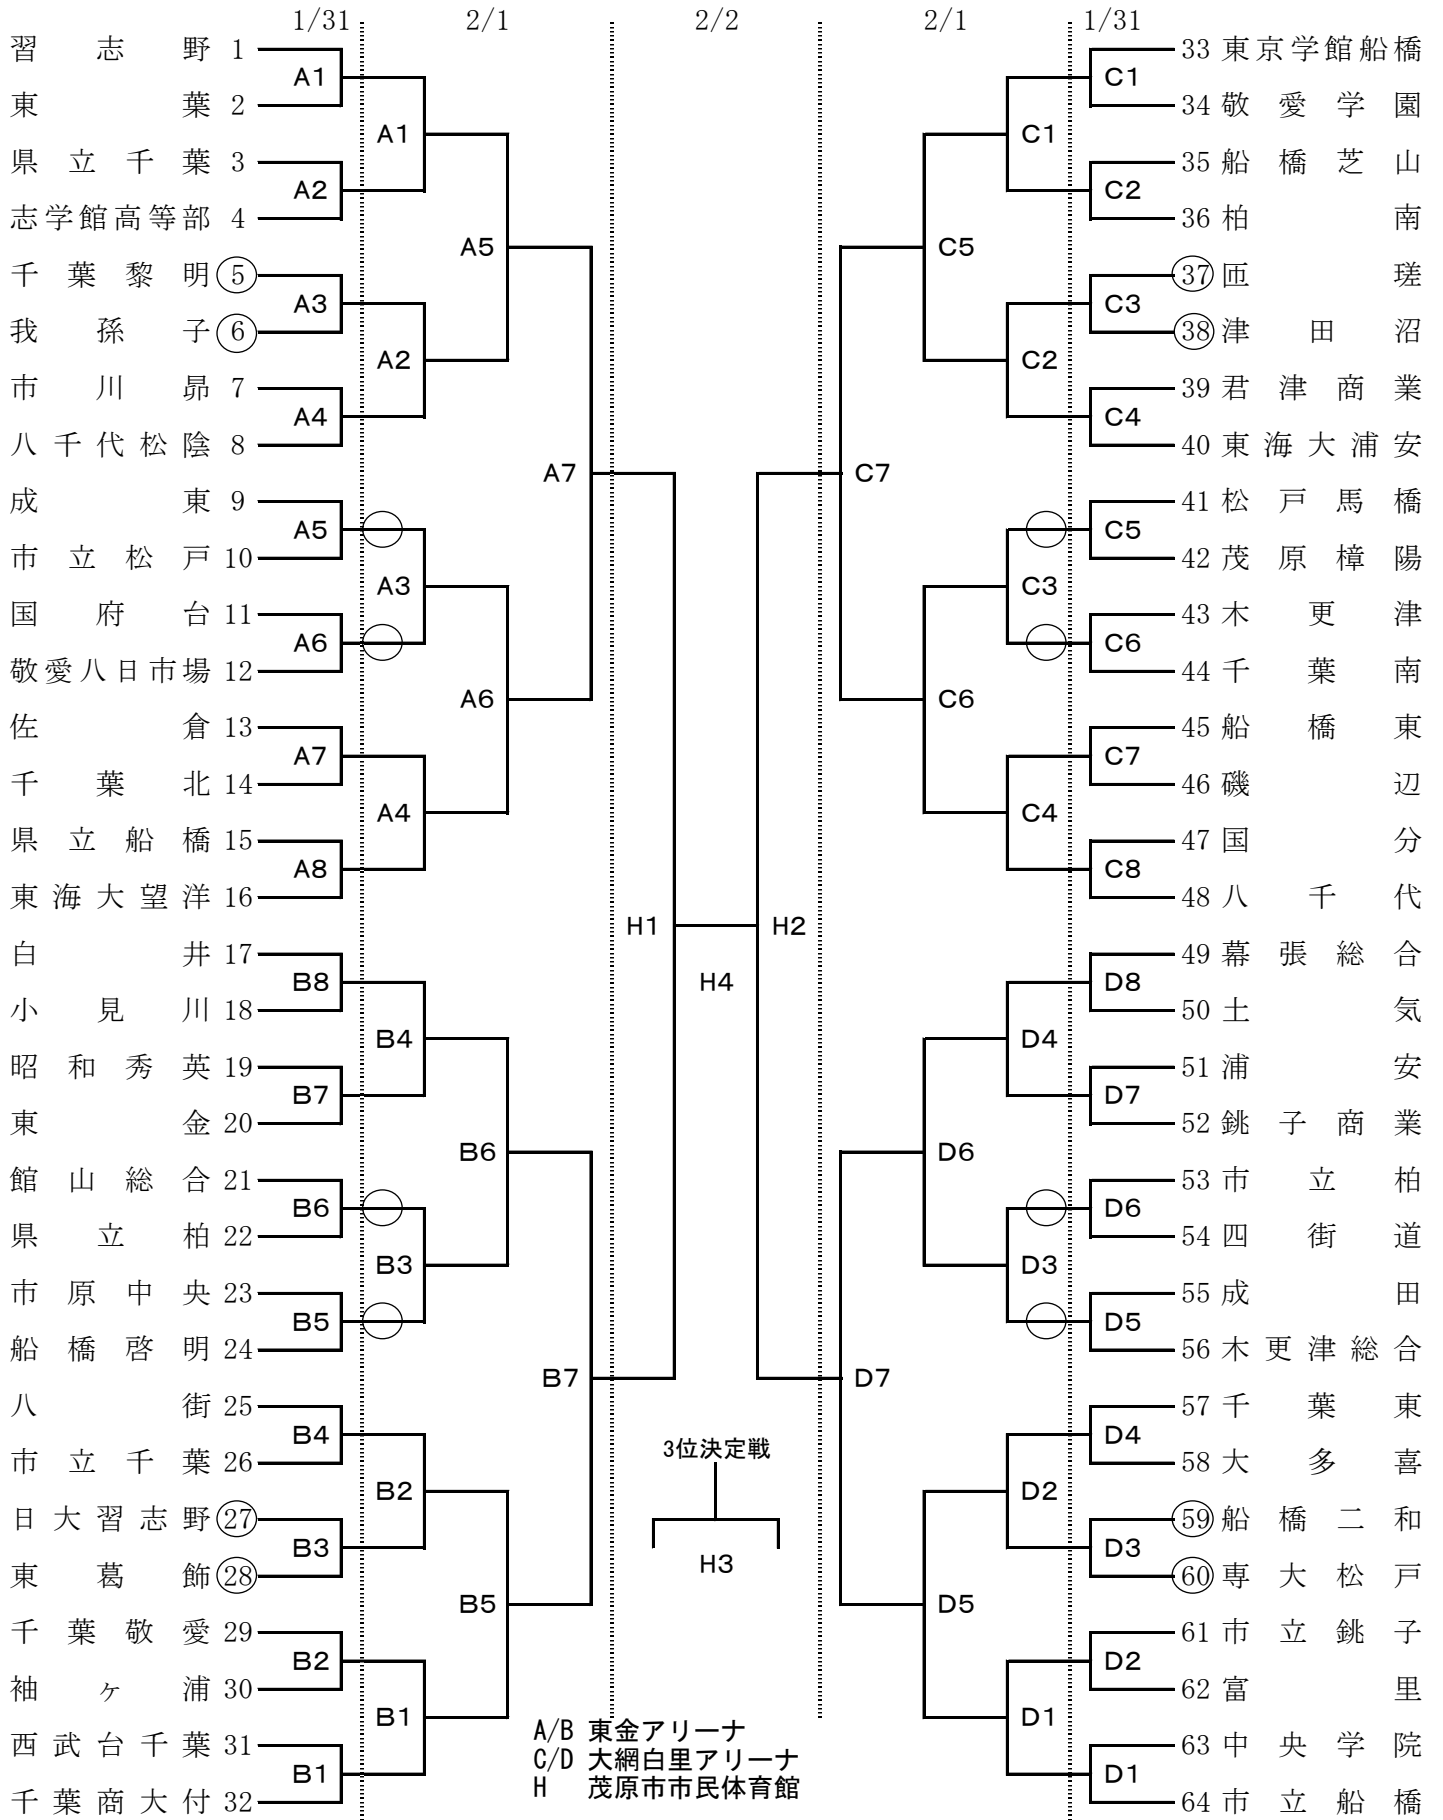 1/31 2/1 2/2 2/1 1/31
習志野 1
東葉 2
県立千葉 3
志学館高等部 4
千葉黎明 5
我孫子 6
市川昴 7
八千代松陰 8
成東 9
市立松戸 10
国府台 11
敬愛八日市場 12
佐倉 13
千葉北 14
県立船橋 15
東海大望洋 16
白井 17
小見川 18
昭和秀英 19
東金 20
館山総合 21
県立柏 22
市原中央 23
船橋啓明 24
八街 25
市立千葉 26
日大習志野 27
東葛飾 28
千葉敬愛 29
袖ヶ浦 30
西武台千葉 31
千葉商大付 32
A1
A2
A3
A4
A5
A6
A7
A8
B8
B7
B6
B5
B4
B3
B2
B1
A1
A2
A3
A4
B4
B3
B2
B1
A5
A6
B6
B5
A7
B7
H1
H4
H2
3位決定戦
H3
A/B 東金アリーナ
C/D 大網白里アリーナ
H 茂原市市民体育館
C7
D7
C5
C6
D6
D5
C1
C2
C3
C4
D4
D3
D2
D1
C1
C2
C3
C4
C5
C6
C7
C8
D8
D7
D6
D5
D4
D3
D2
D1
33 東京学館船橋
34 敬愛学園
35 船橋芝山
36 柏南
37 匝瑳
38 津田沼
39 君津商業
40 東海大浦安
41 松戸馬橋
42 茂原樟陽
43 木更津
44 千葉南
45 船橋東
46 磯辺
47 国分
48 八千代
49 幕張総合
50 土気
51 浦安
52 銚子商業
53 市立柏
54 四街道
55 成田
56 木更津総合
57 千葉東
58 大多喜
59 船橋二和
60 専大松戸
61 市立銚子
62 富里
63 中央学院
64 市立船橋